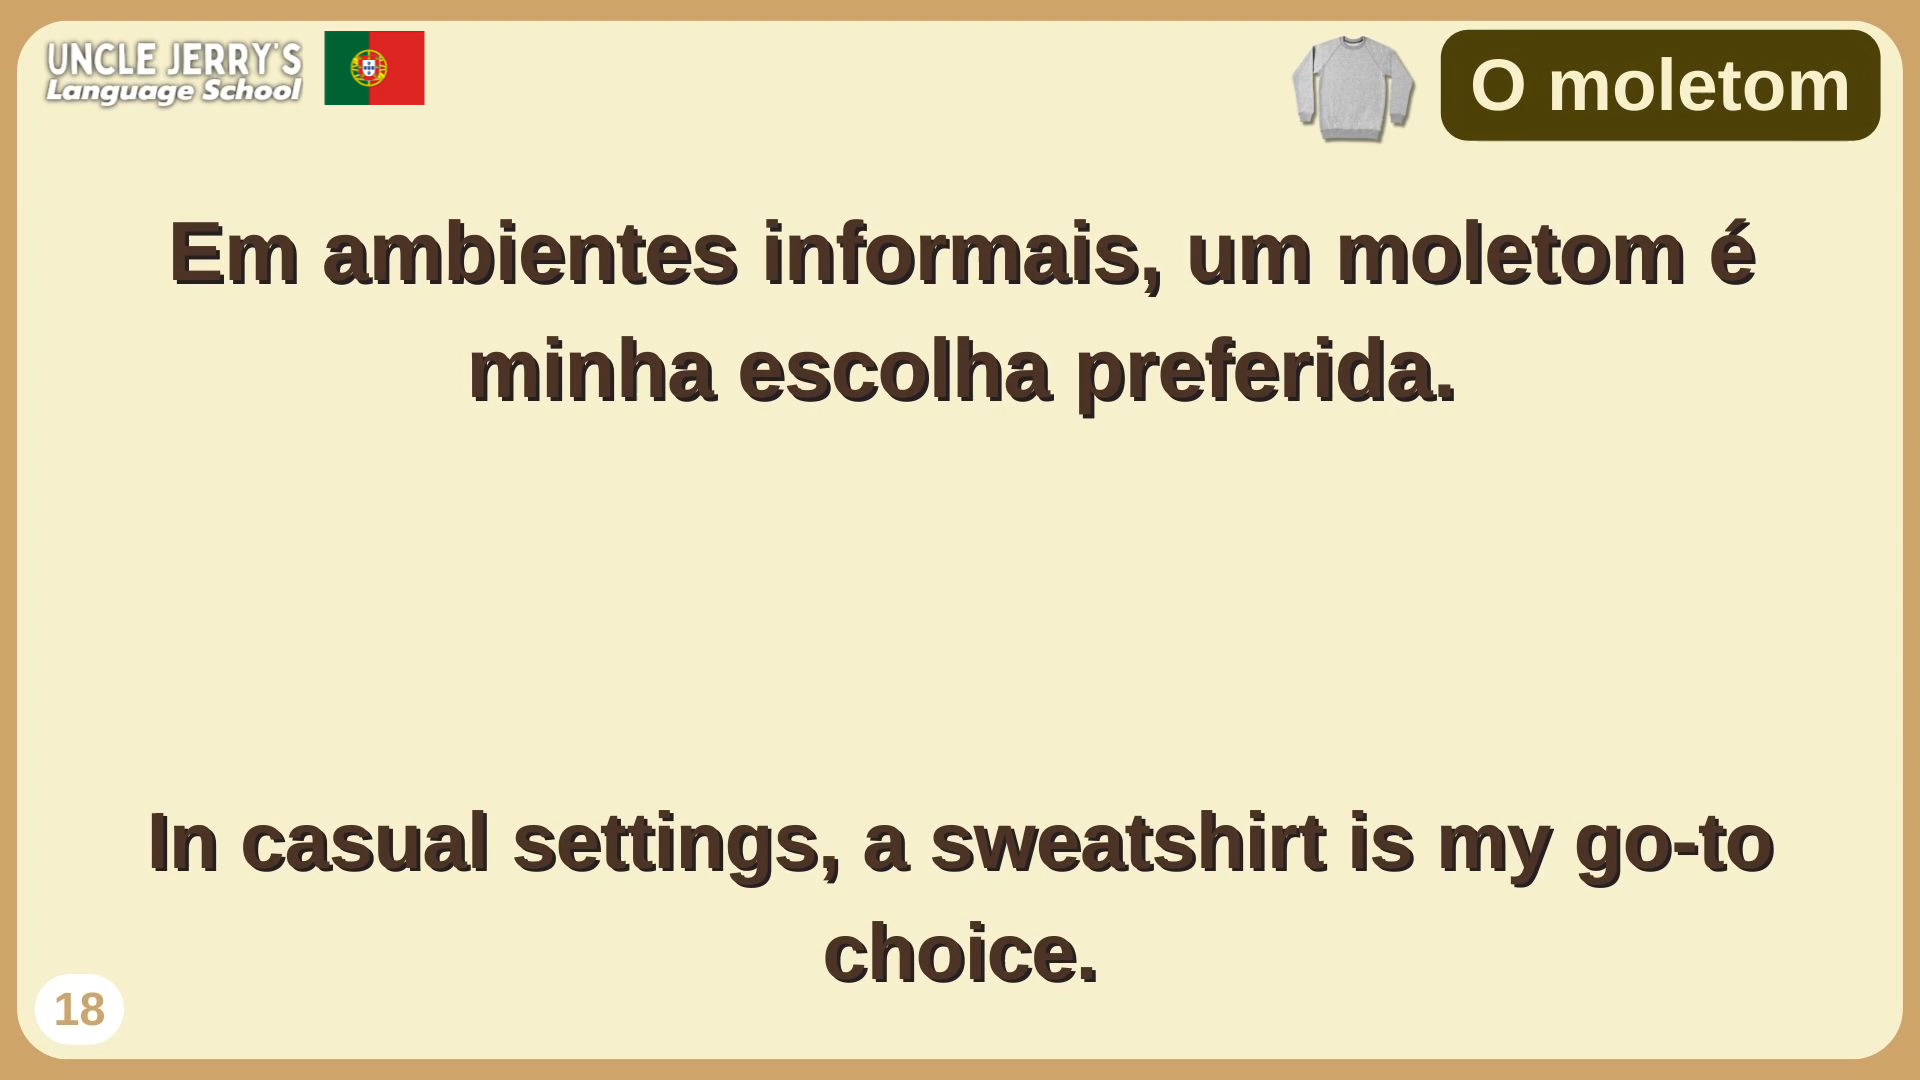 UNCLE JERRY'S
Language School
O moletom
Em ambientes informais, um moletom é
minha escolha preferida.
In casual settings, a sweatshirt is my go-to
choice.
18